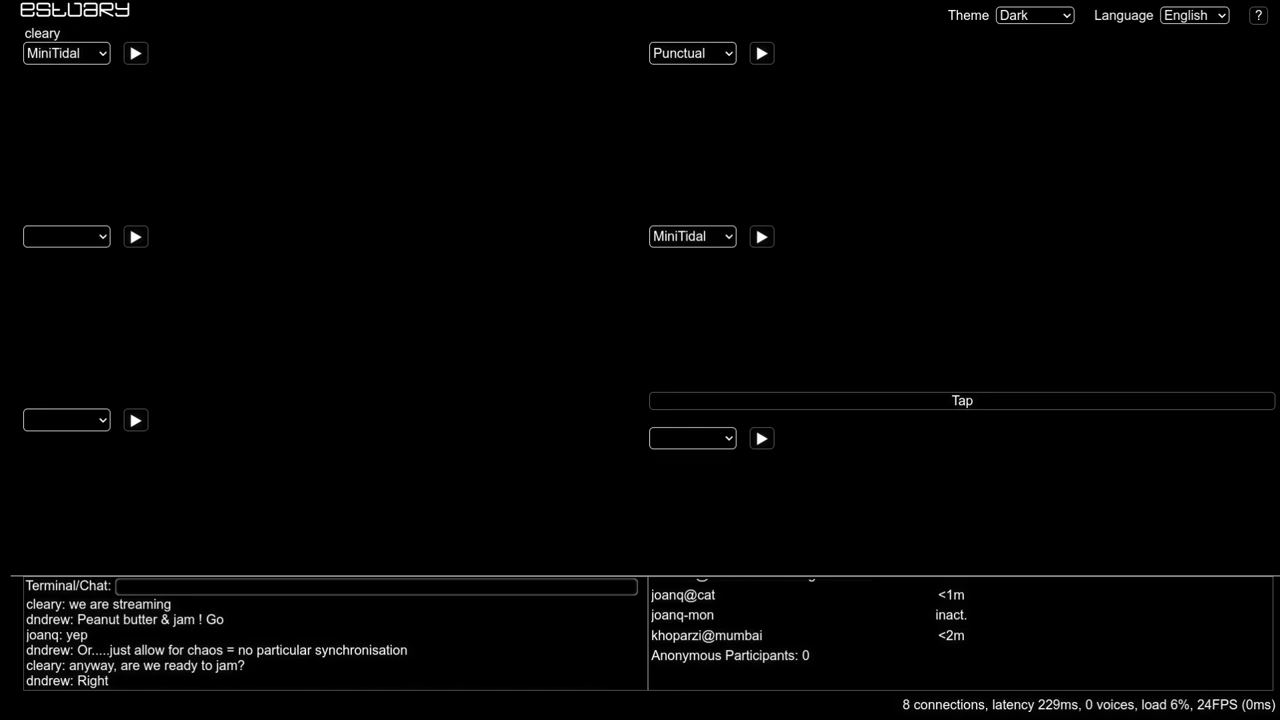 estuary
Theme Dark Language English ?
cleary
MiniTidal
Punctual
MiniTidal
Tap
Terminal/Chat:
cleary: we are streaming
dndrew: Peanut butter & jam ! Go
joanq: yep
dndrew: Or.....just allow for chaos = no particular synchronisation
cleary: anyway, are we ready to jam?
dndrew: Right
joanq@cat <1m
joanq-mon inact.
khoparzi@mumbai <2m
Anonymous Participants: 0
8 connections, latency 229ms, 0 voices, load 6%, 24FPS (0ms)